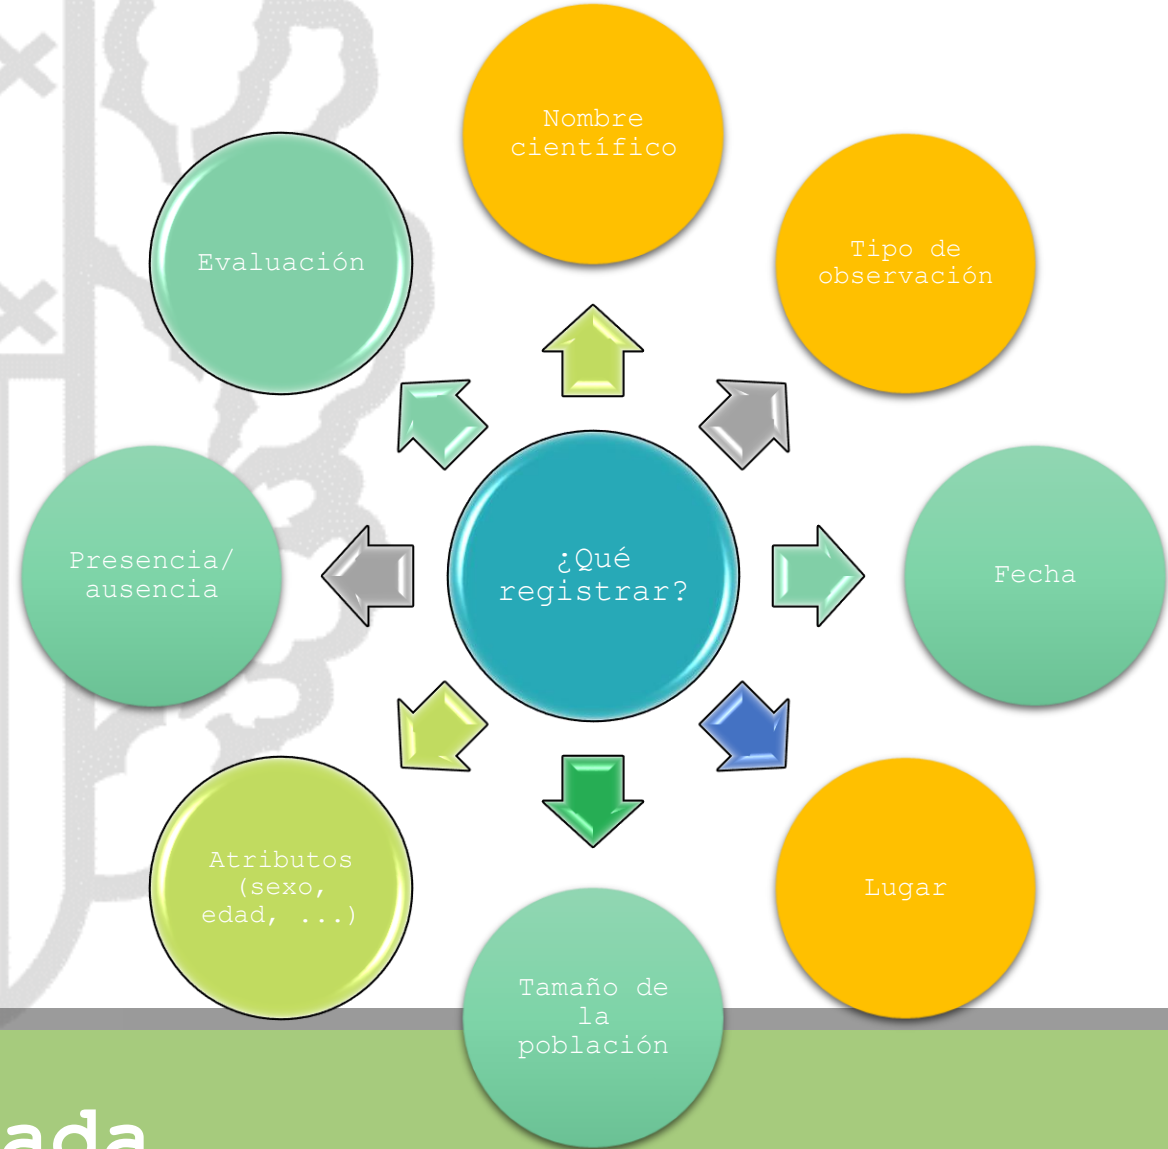 Nombre
científico
Tipo de
observación
Fecha
Lugar
Tamaño de
la
población
Atributos
(sexo,
edad, ...)
Presencia/
ausencia
Evaluación
¿Qué
registrar?
ada